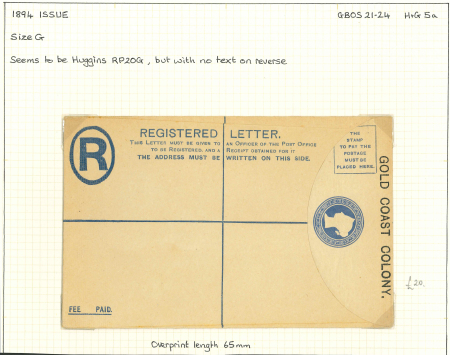 1894 ISSUE
GBOS 21-24 H+G 5a
Size G
Seems to be Huggins RP20G, but with no text on reverse
R
REGISTERED LETTER.
THIS LETTER MUST BE GIVEN TO AN OFFICER OF THE POST OFFICE
TO BE REGISTERED, AND A RECEIPT OBTAINED FOR IT
THE ADDRESS MUST BE WRITTEN ON THIS SIDE.
THE
STAMP
TO PAY THE
POSTAGE
MUST BE
PLACED HERE.
GOLD COAST COLONY.
£20.
FEE PAID.
Overprint length 65mm